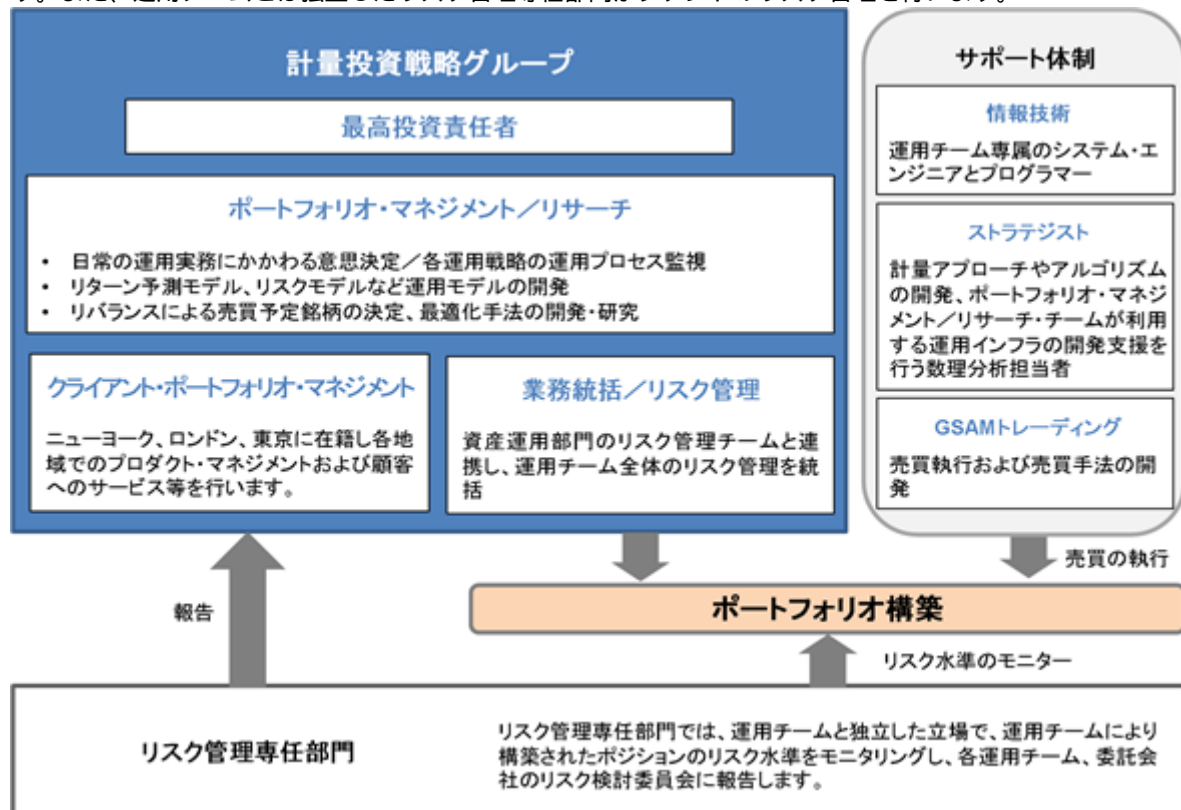 計量投資戦略グループ
最高投資責任者
ポートフォリオ・マネジメント／リサーチ
• 日常の運用実務にかかわる意思決定／各運用戦略の運用プロセス監視
• リターン予測モデル、リスクモデルなど運用モデルの開発
• リバランスによる売買予定銘柄の決定、最適化手法の開発・研究
クライアント・ポートフォリオ・マネジメント
ニューヨーク、ロンドン、東京に在籍し各地
域でのプロダクト・マネジメントおよび顧客
へのサービス等を行います。
業務統括／リスク管理
資産運用部門のリスク管理チームと連
携し、運用チーム全体のリスク管理を統
括
サポート体制
情報技術
運用チーム専属のシステム・エ
ンジニアとプログラマー
ストラテジスト
計量アプローチやアルゴリズム
の開発、ポートフォリオ・マネジ
メント／リサーチ・チームが利用
する運用インフラの開発支援を
行う数理分析担当者
GSAMトレーディング
売買執行および売買手法の開
発
売買の執行
報告
ポートフォリオ構築
リスク水準のモニター
リスク管理専任部門
リスク管理専任部門では、運用チームと独立した立場で、運用チームにより
構築されたポジションのリスク水準をモニタリングし、各運用チーム、委託会
社のリスク検討委員会に報告します。